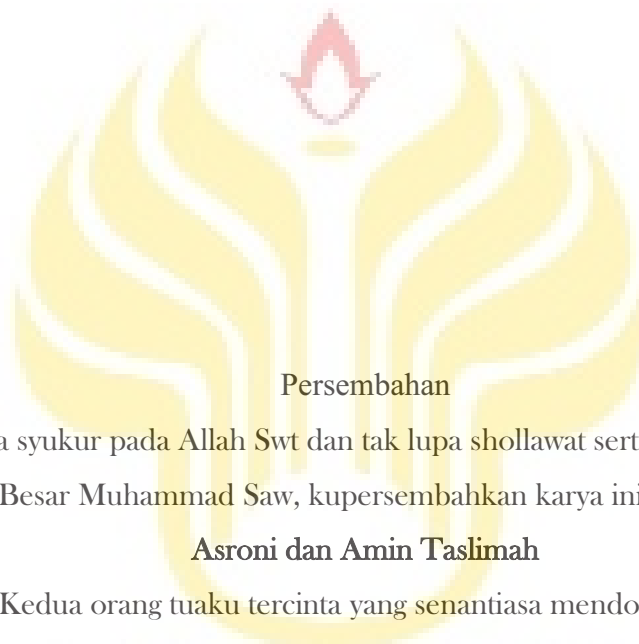 Persembahan
a syukur pada Allah Swt dan tak lupa shollawat sert
Besar Muhammad Saw, kupersembahkan karya ini
Asroni dan Amin Taslimah
Kedua orang tuaku tercinta yang senantiasa mendo